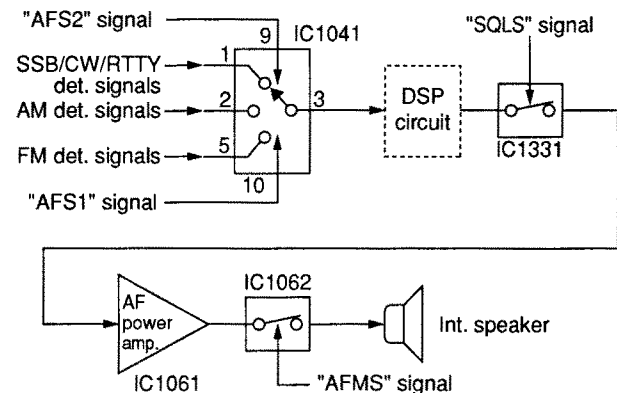 "AFS2" signal
9
IC1041
"SQLS" signal
SSB/CW/RTTY
det. signals
1
AM det. signals
2
3
DSP
circuit
FM det. signals
5
IC1331
"AFS1" signal
10
IC1062
AF
power
amp.
Int. speaker
IC1061
"AFMS" signal